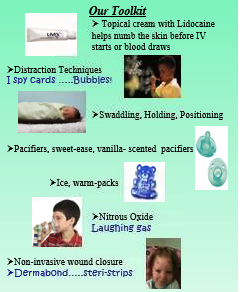 Our Toolkit
➤ Topical cream with Lidocaine
helps numb the skin before IV
starts or blood draws
➤Distraction Techniques
I spy cards .....Bubbles!
➤Swaddling, Holding, Positioning
➤Pacifiers, sweet-ease, vanilla- scented pacifiers
➤Ice, warm-packs
➤Nitrous Oxide
Laughing gas
➤Non-invasive wound closure
➤Dermabond.....steri-strips